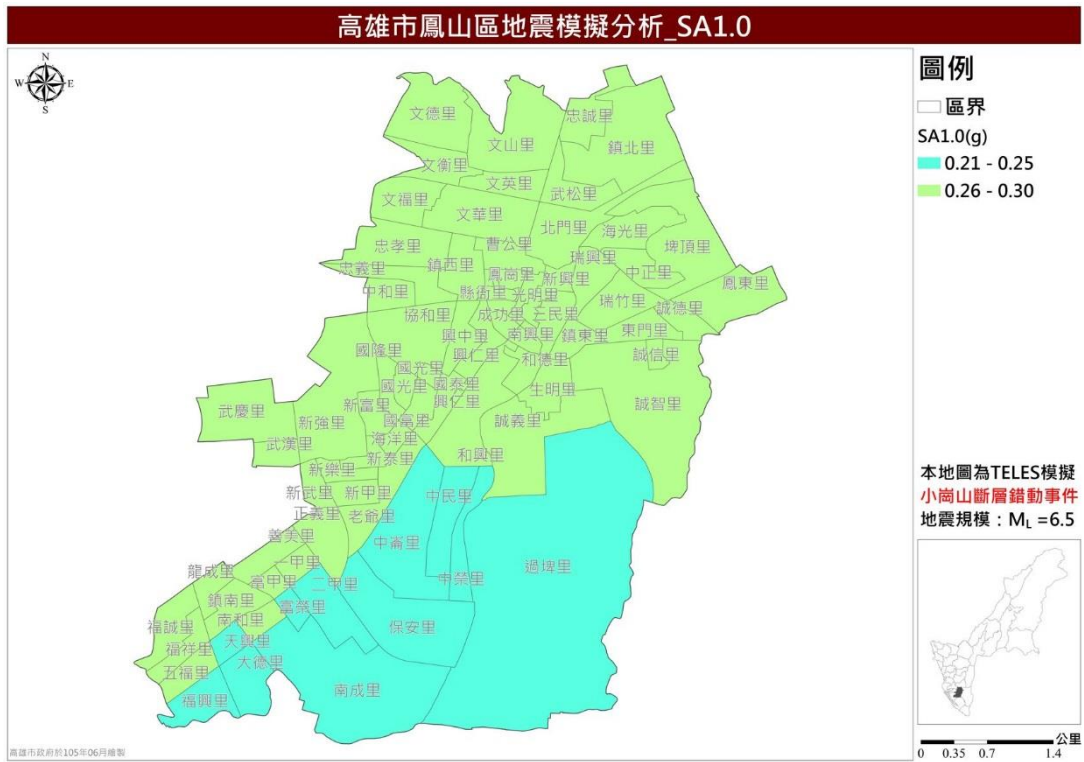 高雄市鳳山區地震模擬分析_SA1.0
N
W E
S
圖例
區界
SA1.0(g)
0.21 - 0.25
0.26 - 0.30
文德里
忠誠里
文山里
鎮北里
文衡里
文英里
武松里
文福里
文華里
北門里
海光里
忠孝里
曹公里
埤頂里
瑞興里
忠義里
鎮西里
鳳崗里
新興里
中正里
鳳東里
中和里
縣衙里
光明里
瑞竹里
誠德里
協和里
成功里
三民里
興中里
南興里
鎮東里
東門里
國隆里
興仁里
和德里
誠信里
國光里
國光里
國泰里
生明里
武慶里
新富里
興仁里
誠智里
新強里
國富里
誠義里
武漢里
海洋里
新泰里
和興里
新樂里
新武里
新甲里
中民里
正義里
老爺里
善美里
中崙里
一甲里
過埤里
龍成里
富甲里
二甲里
中榮里
鎮南里
富榮里
福誠里
南和里
保安里
福祥里
天興里
五福里
大德里
福興里
南成里
本地圖為TELES模擬
小崗山斷層錯動事件
地震規模：ML =6.5
公里
0 0.35 0.7 1.4
高雄市政府於105年06月繪製